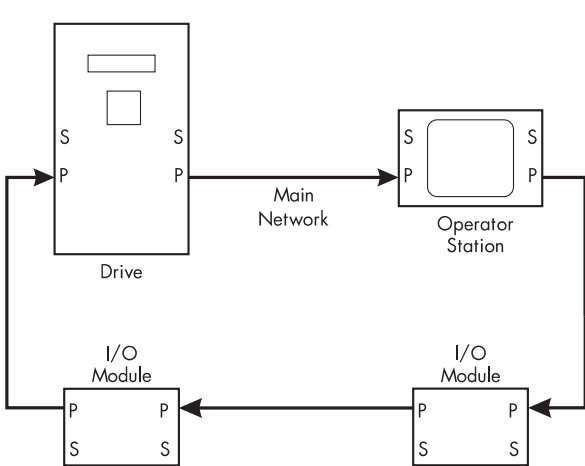 S S
P P
Drive
Main
Network
S S
P P
Operator
Station
I/O
Module
P P
S S
I/O
Module
P P
S S